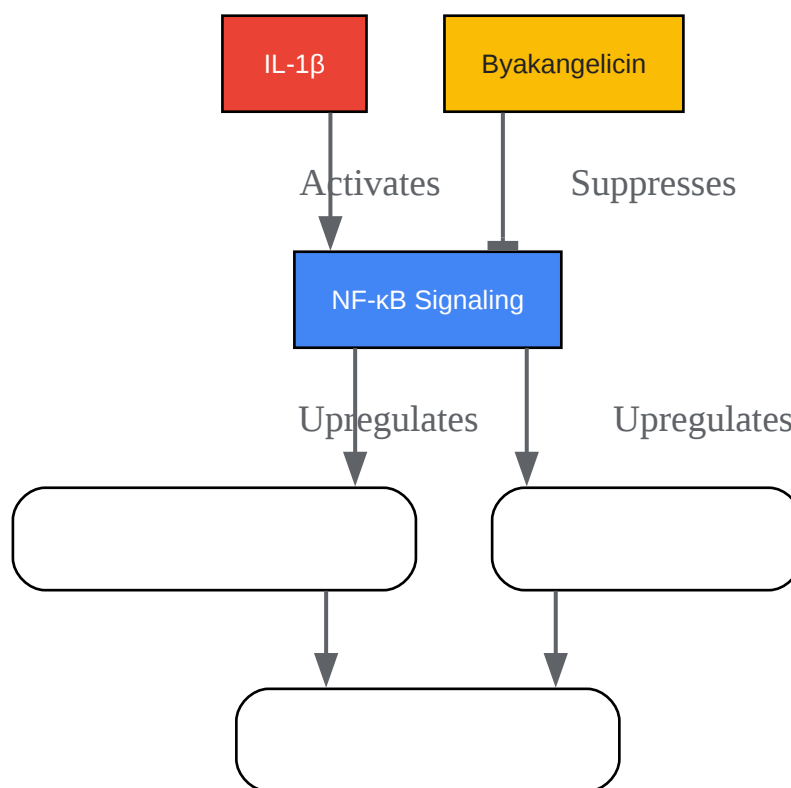 IL-1β
Byakangelicin
Activates
Suppresses
NF-κB Signaling
Upregulates
Upregulates